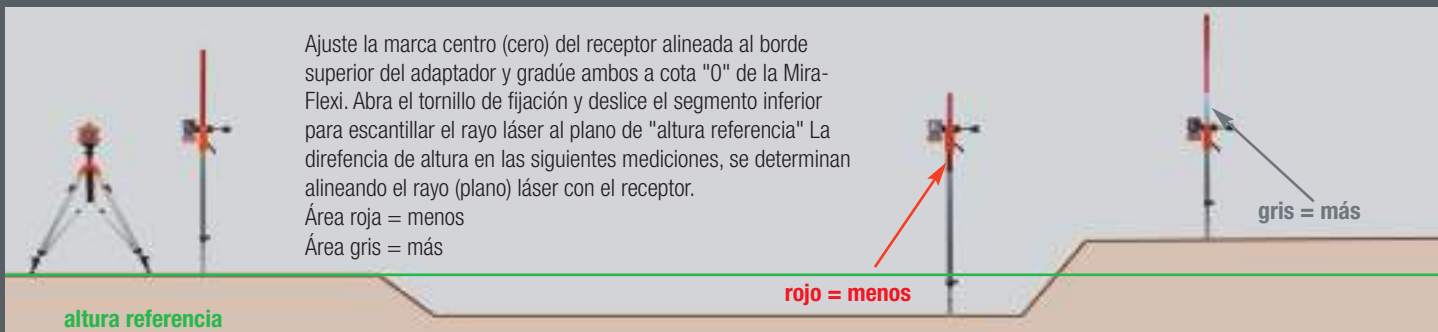 Ajuste la marca centro (cero) del receptor alineada al borde
superior del adaptador y gradúe ambos a cota "0" de la Mira-
Flexi. Abra el tornillo de fijación y deslice el segmento inferior
para escantillar el rayo láser al plano de "altura referencia" La
direfencia de altura en las siguientes mediciones, se determinan
alineando el rayo (plano) láser con el receptor.
Área roja = menos
Área gris = más
gris = más
rojo = menos
altura referencia